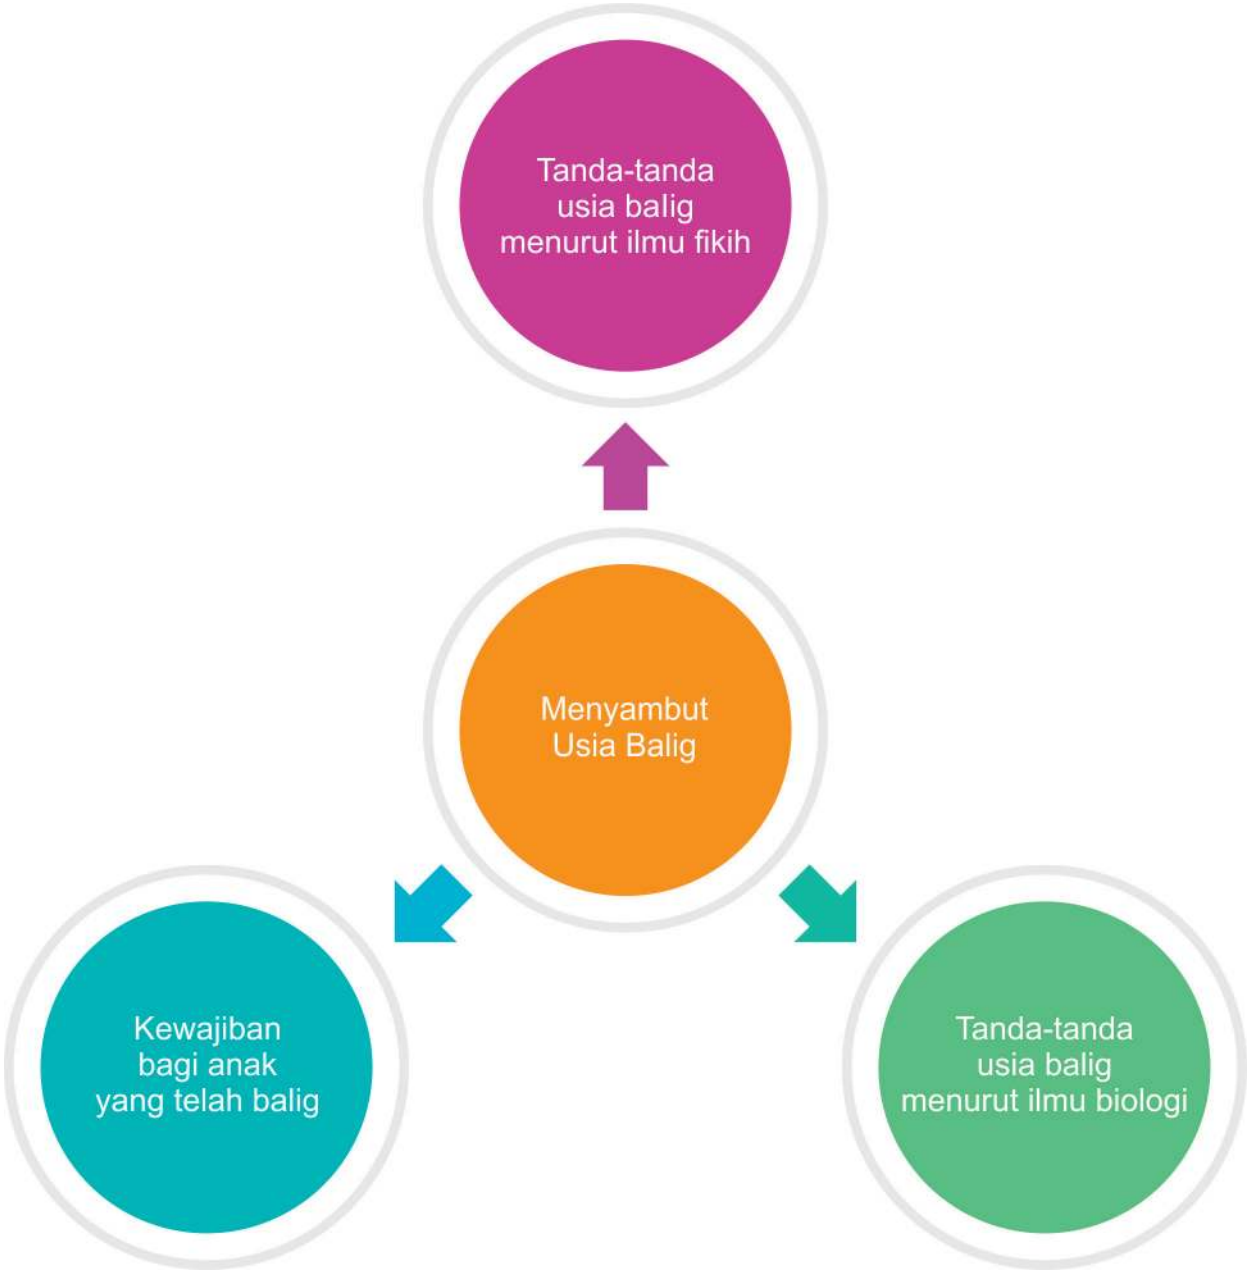 Tanda-tanda
usia balig
menurut ilmu fikih
Menyambut
Usia Balig
Kewajiban
bagi anak
yang telah balig
Tanda-tanda
usia balig
menurut ilmu biologi